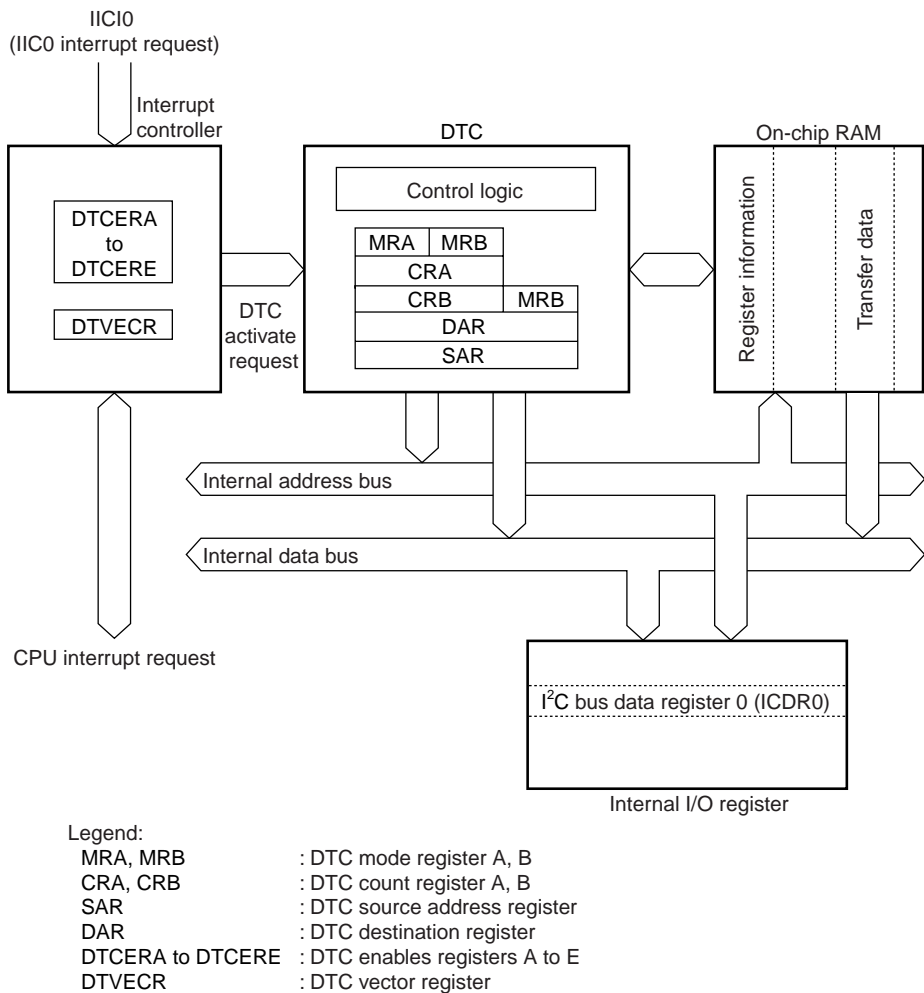 IICI0
(IIC0 interrupt request)
Interrupt
controller
DTC
On-chip RAM
Control logic
DTCERA
to
DTCERE
DTVECR
MRA
MRB
CRA
CRB
MRB
DAR
SAR
DTC
activate
request
Register information
Transfer data
Internal address bus
Internal data bus
CPU interrupt request
I²C bus data register 0 (ICDR0)
Internal I/O register
Legend:
MRA, MRB : DTC mode register A, B
CRA, CRB : DTC count register A, B
SAR : DTC source address register
DAR : DTC destination register
DTCERA to DTCERE : DTC enables registers A to E
DTVECR : DTC vector register